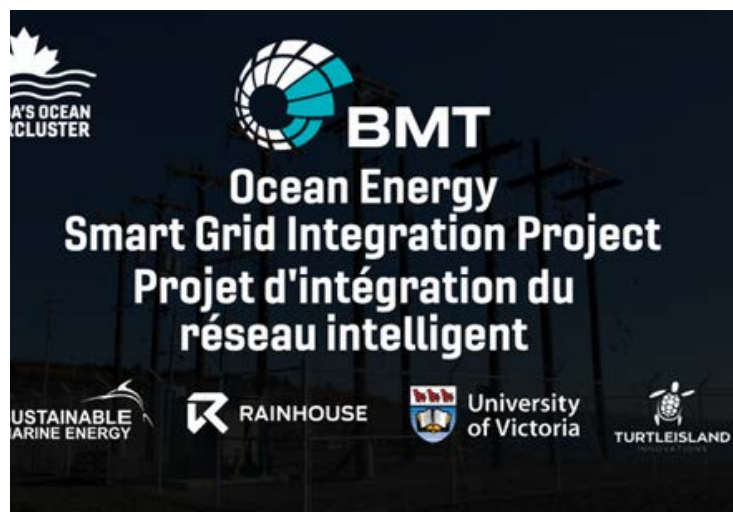 A'S OCEAN
RCLUSTER
BMT
Ocean Energy
Smart Grid Integration Project
Projet d'intégration du
réseau intelligent
USTAINABLE
ARINE ENERGY
RAINHOUSE
University
of Victoria
TURTLEISLAND
INNOVATIONS